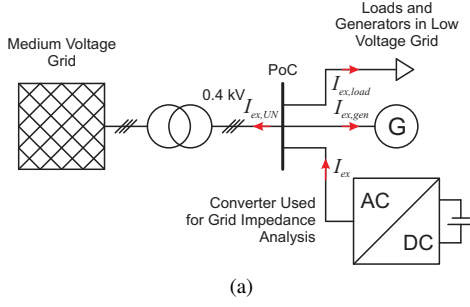 Medium Voltage
Grid
0.4 kV
I_ex,UN
PoC
Loads and
Generators in Low
Voltage Grid
I_ex,load
I_ex,gen
G
I_ex
Converter Used
for Grid Impedance
Analysis
AC
DC
(a)